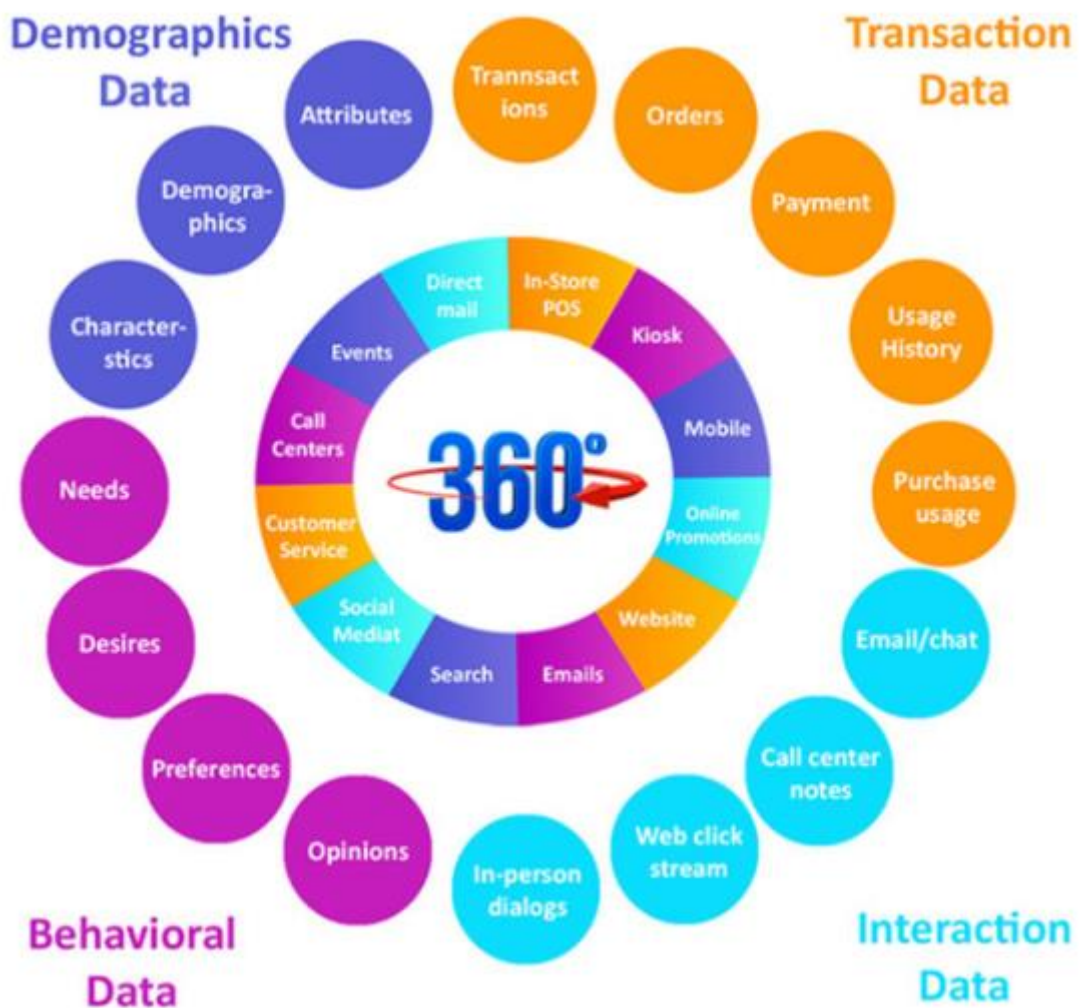 Demographics
Data
Transaction
Data
Attributes
Trannsact
ions
Orders
Demogra-
phics
Payment
Character-
stics
Usage
History
Needs
Purchase
usage
Desires
Email/chat
Preferences
Call center
notes
Opinions
Web click
stream
In-person
dialogs
Direct
mail
In-Store
POS
Kiosk
Mobile
Online
Promotions
Website
Emails
Search
Social
Mediat
Customer
Service
Call
Centers
Events
360°
Behavioral
Data
Interaction
Data